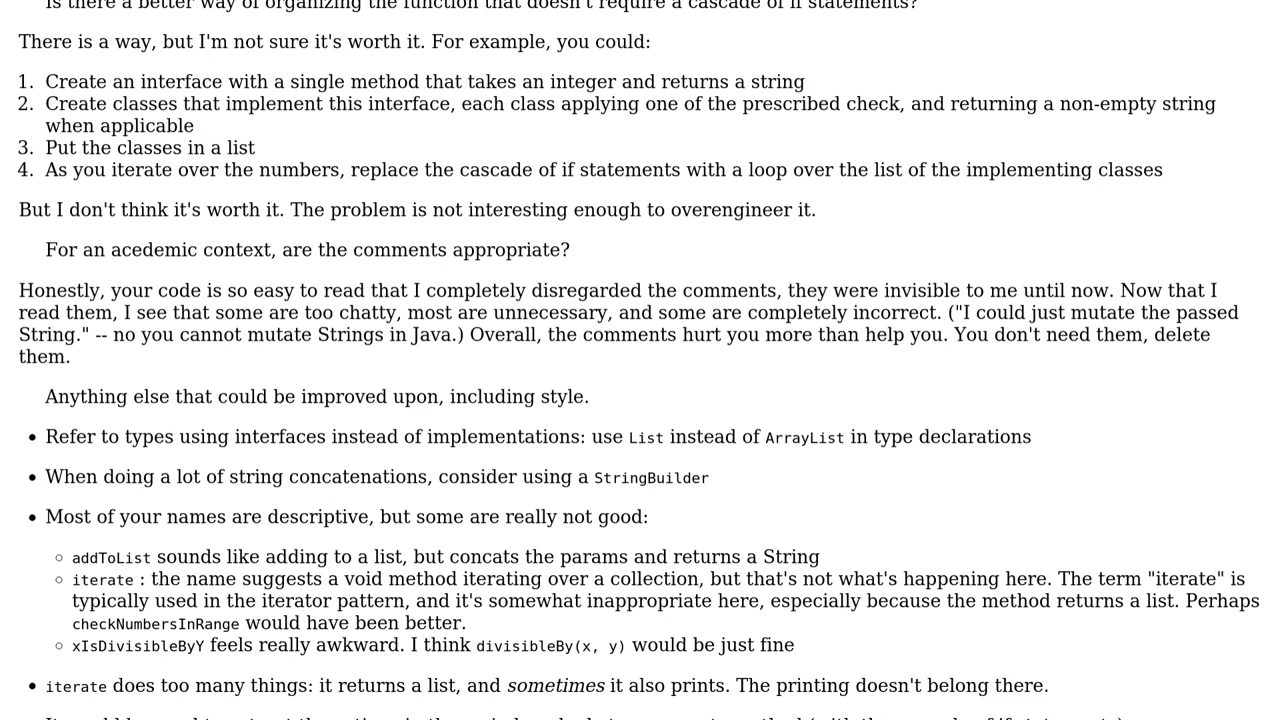 Is there a better way of organizing the function that doesn't require a cascade of if statements?
There is a way, but I'm not sure it's worth it. For example, you could:
1. Create an interface with a single method that takes an integer and returns a string
2. Create classes that implement this interface, each class applying one of the prescribed check, and returning a non-empty string
when applicable
3. Put the classes in a list
4. As you iterate over the numbers, replace the cascade of if statements with a loop over the list of the implementing classes
But I don't think it's worth it. The problem is not interesting enough to overengineer it.
For an acedemic context, are the comments appropriate?
Honestly, your code is so easy to read that I completely disregarded the comments, they were invisible to me until now. Now that I
read them, I see that some are too chatty, most are unnecessary, and some are completely incorrect. ("I could just mutate the passed
String." -- no you cannot mutate Strings in Java.) Overall, the comments hurt you more than help you. You don't need them, delete
them.
Anything else that could be improved upon, including style.
• Refer to types using interfaces instead of implementations: use List instead of ArrayList in type declarations
• When doing a lot of string concatenations, consider using a StringBuilder
• Most of your names are descriptive, but some are really not good:
◦ addToList sounds like adding to a list, but concats the params and returns a String
◦ iterate : the name suggests a void method iterating over a collection, but that's not what's happening here. The term "iterate" is
typically used in the iterator pattern, and it's somewhat inappropriate here, especially because the method returns a list. Perhaps
checkNumbersInRange would have been better.
◦ xIsDivisibleByY feels really awkward. I think divisibleBy(x, y) would be just fine
• iterate does too many things: it returns a list, and sometimes it also prints. The printing doesn't belong there.